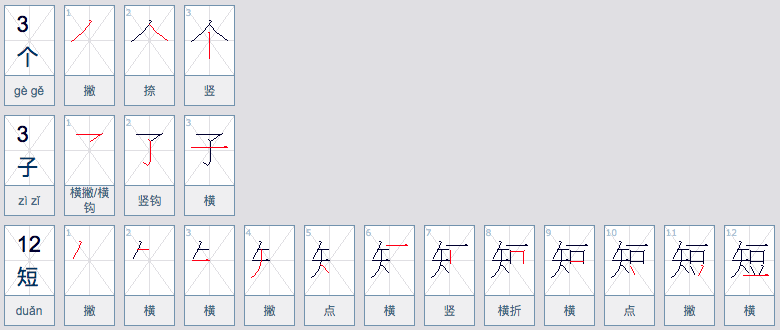 3 1 2 3
个
gè gě 撇 捺 竖
3 1 2 3
子
zì zǐ 横撇/横钩 竖钩 横
12 1 2 3 4 5 6 7 8 9 10 11 12
短
duǎn 撇 横 横 撇 点 横 竖 横折 横 点 撇 横